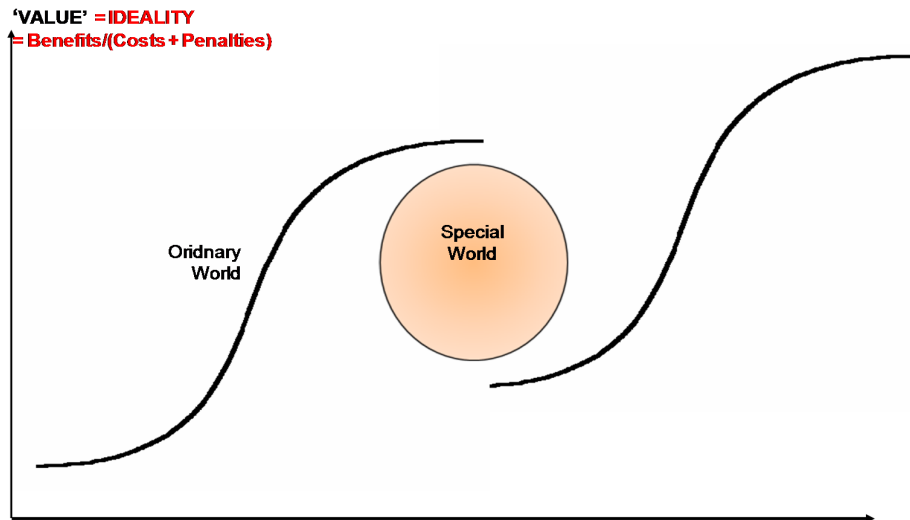 ‘VALUE’ = IDEALITY
= Benefits/(Costs + Penalties)
Special
World
Oridnary
World